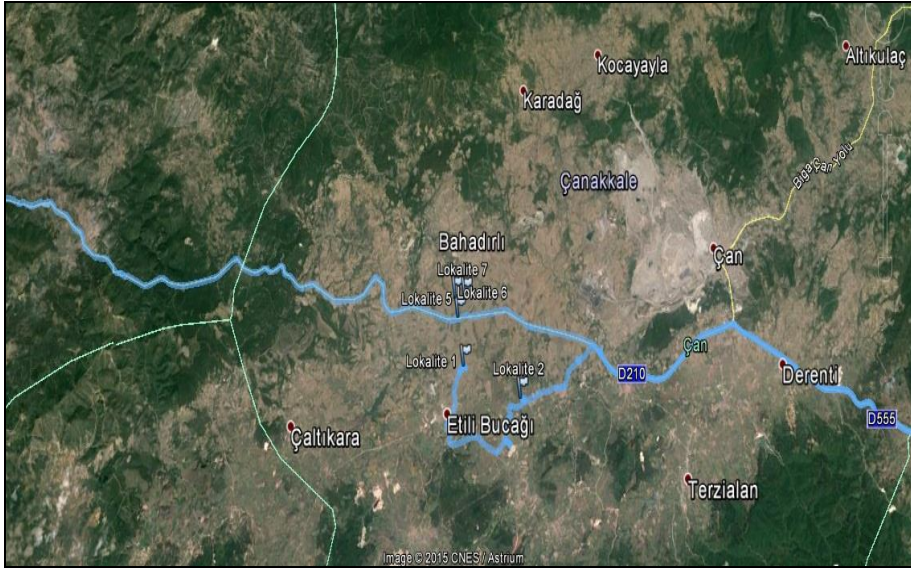 Kocayayla
Altıkulaç
Karadağ
Çanakkale
Çan Yolu
Bahadırlı
Çan
Lokalite 7
Lokalite 5
Lokalite 6
Çan
Lokalite 1
Lokalite 2
D210
Derenti
Etili Bucağı
D555
Çaltıkara
Terzialan
Image © 2015 CNES / Astrium